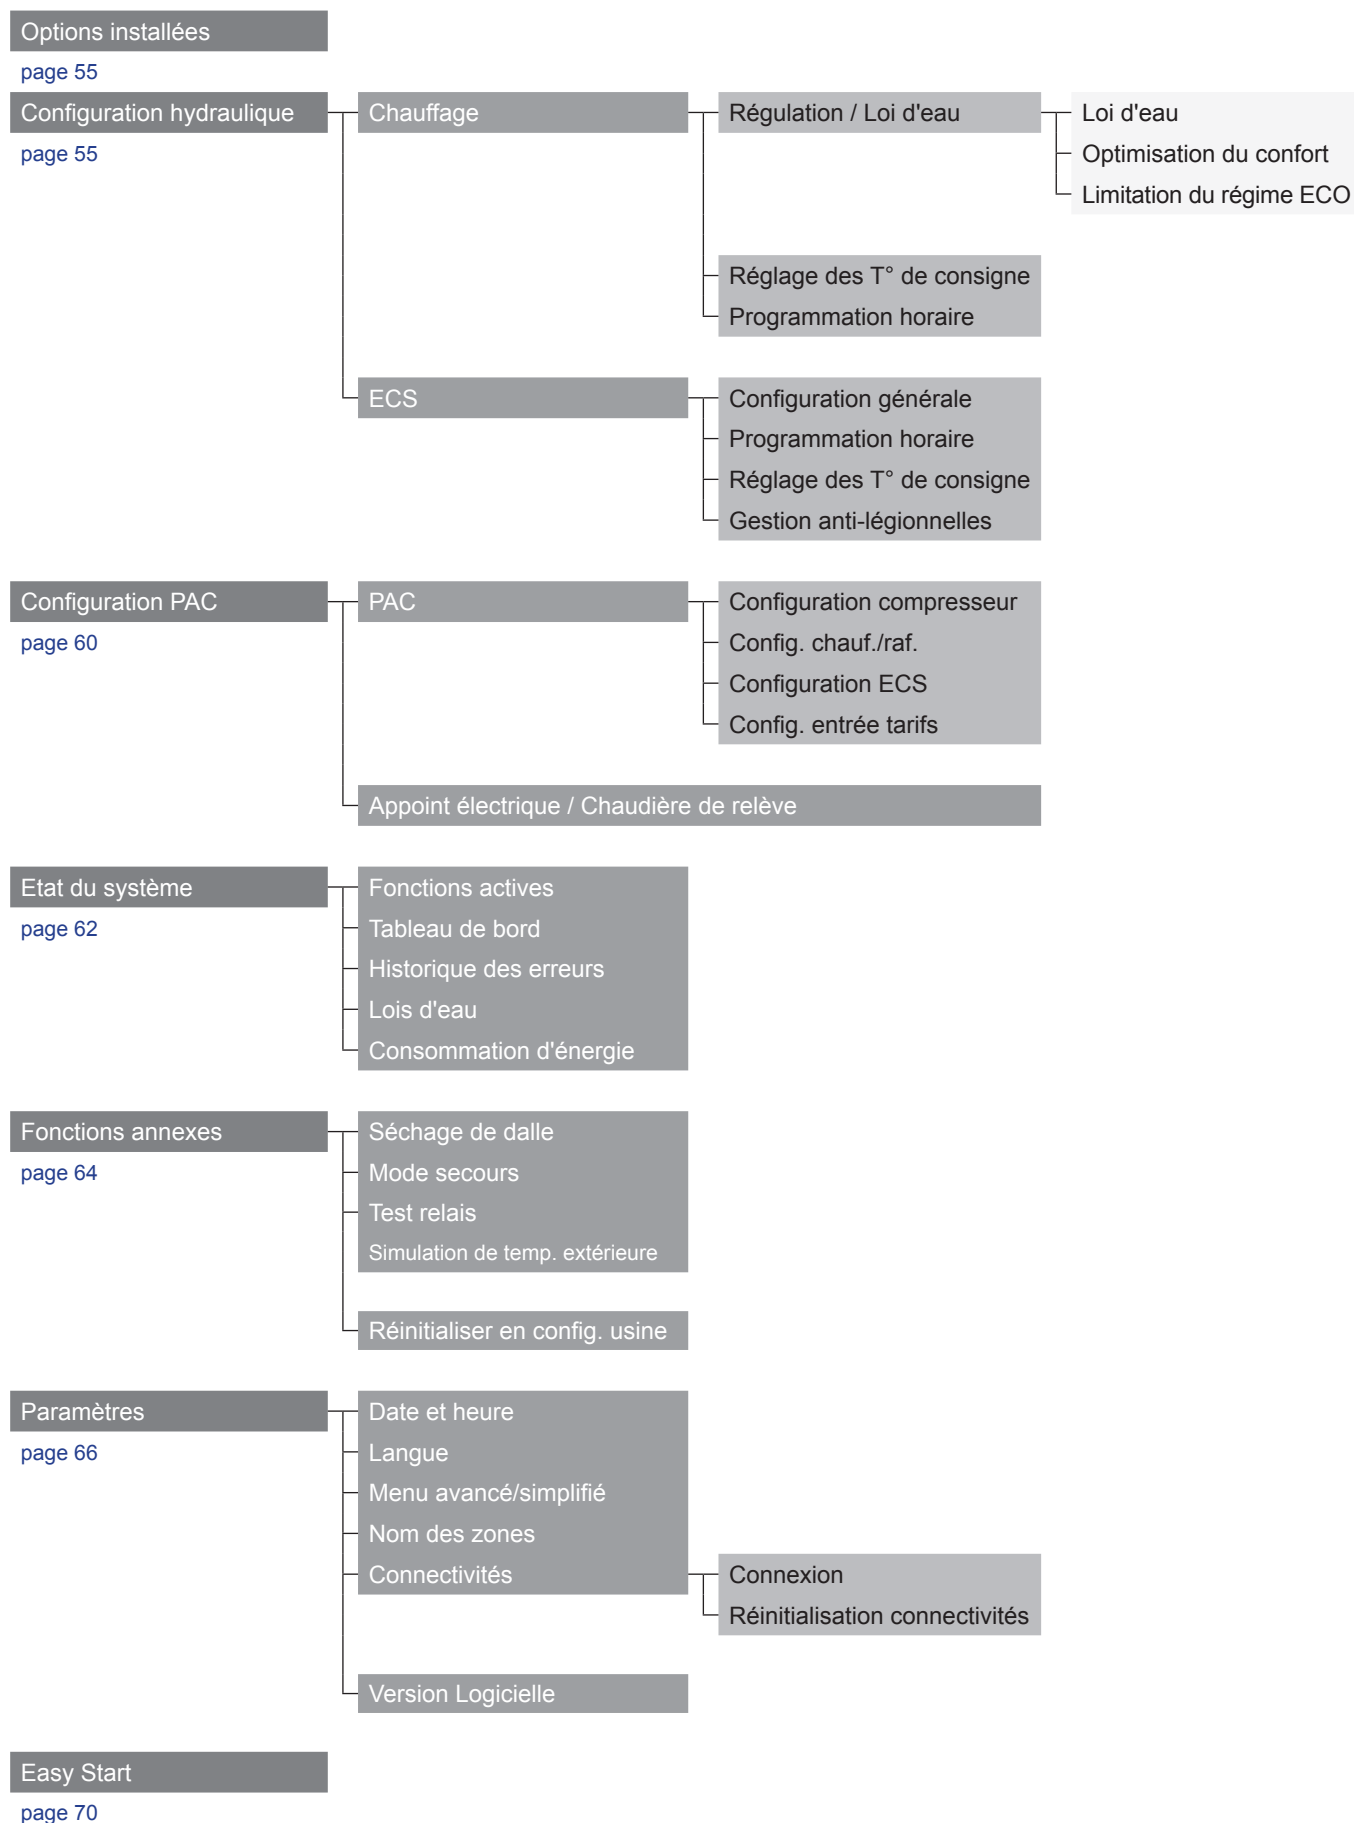 Options installées
page 55
Configuration hydraulique
page 55
Chauffage
Régulation / Loi d'eau
Loi d'eau
Optimisation du confort
Limitation du régime ECO
Réglage des T° de consigne
Programmation horaire
ECS
Configuration générale
Programmation horaire
Réglage des T° de consigne
Gestion anti-légionnelles
Configuration PAC
page 60
PAC
Configuration compresseur
Config. chauf./raf.
Configuration ECS
Config. entrée tarifs
Appoint électrique / Chaudière de relève
Etat du système
page 62
Fonctions actives
Tableau de bord
Historique des erreurs
Lois d'eau
Consommation d'énergie
Fonctions annexes
page 64
Séchage de dalle
Mode secours
Test relais
Simulation de temp. extérieure
Réinitialiser en config. usine
Paramètres
page 66
Date et heure
Langue
Menu avancé/simplifié
Nom des zones
Connectivités
Connexion
Réinitialisation connectivités
Version Logicielle
Easy Start
page 70